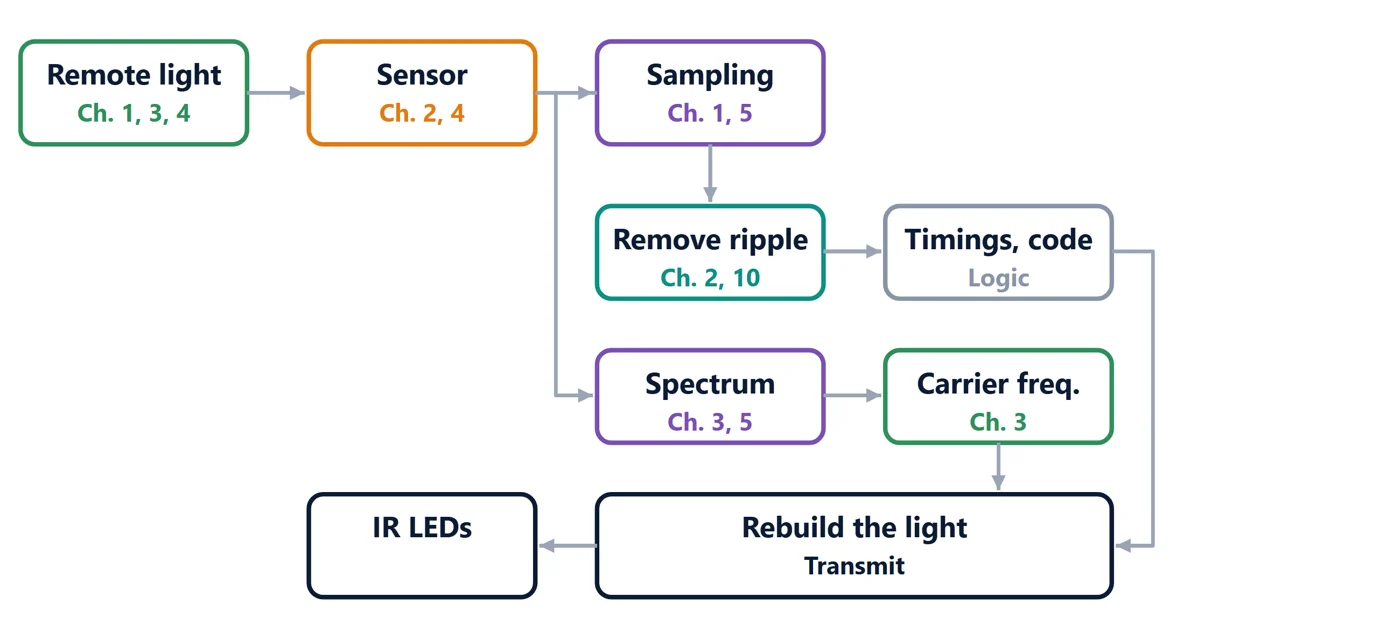 Remote light
Ch. 1, 3, 4
Sensor
Ch. 2, 4
Sampling
Ch. 1, 5
Remove ripple
Ch. 2, 10
Timings, code
Logic
Spectrum
Ch. 3, 5
Carrier freq.
Ch. 3
IR LEDs
Rebuild the light
Transmit